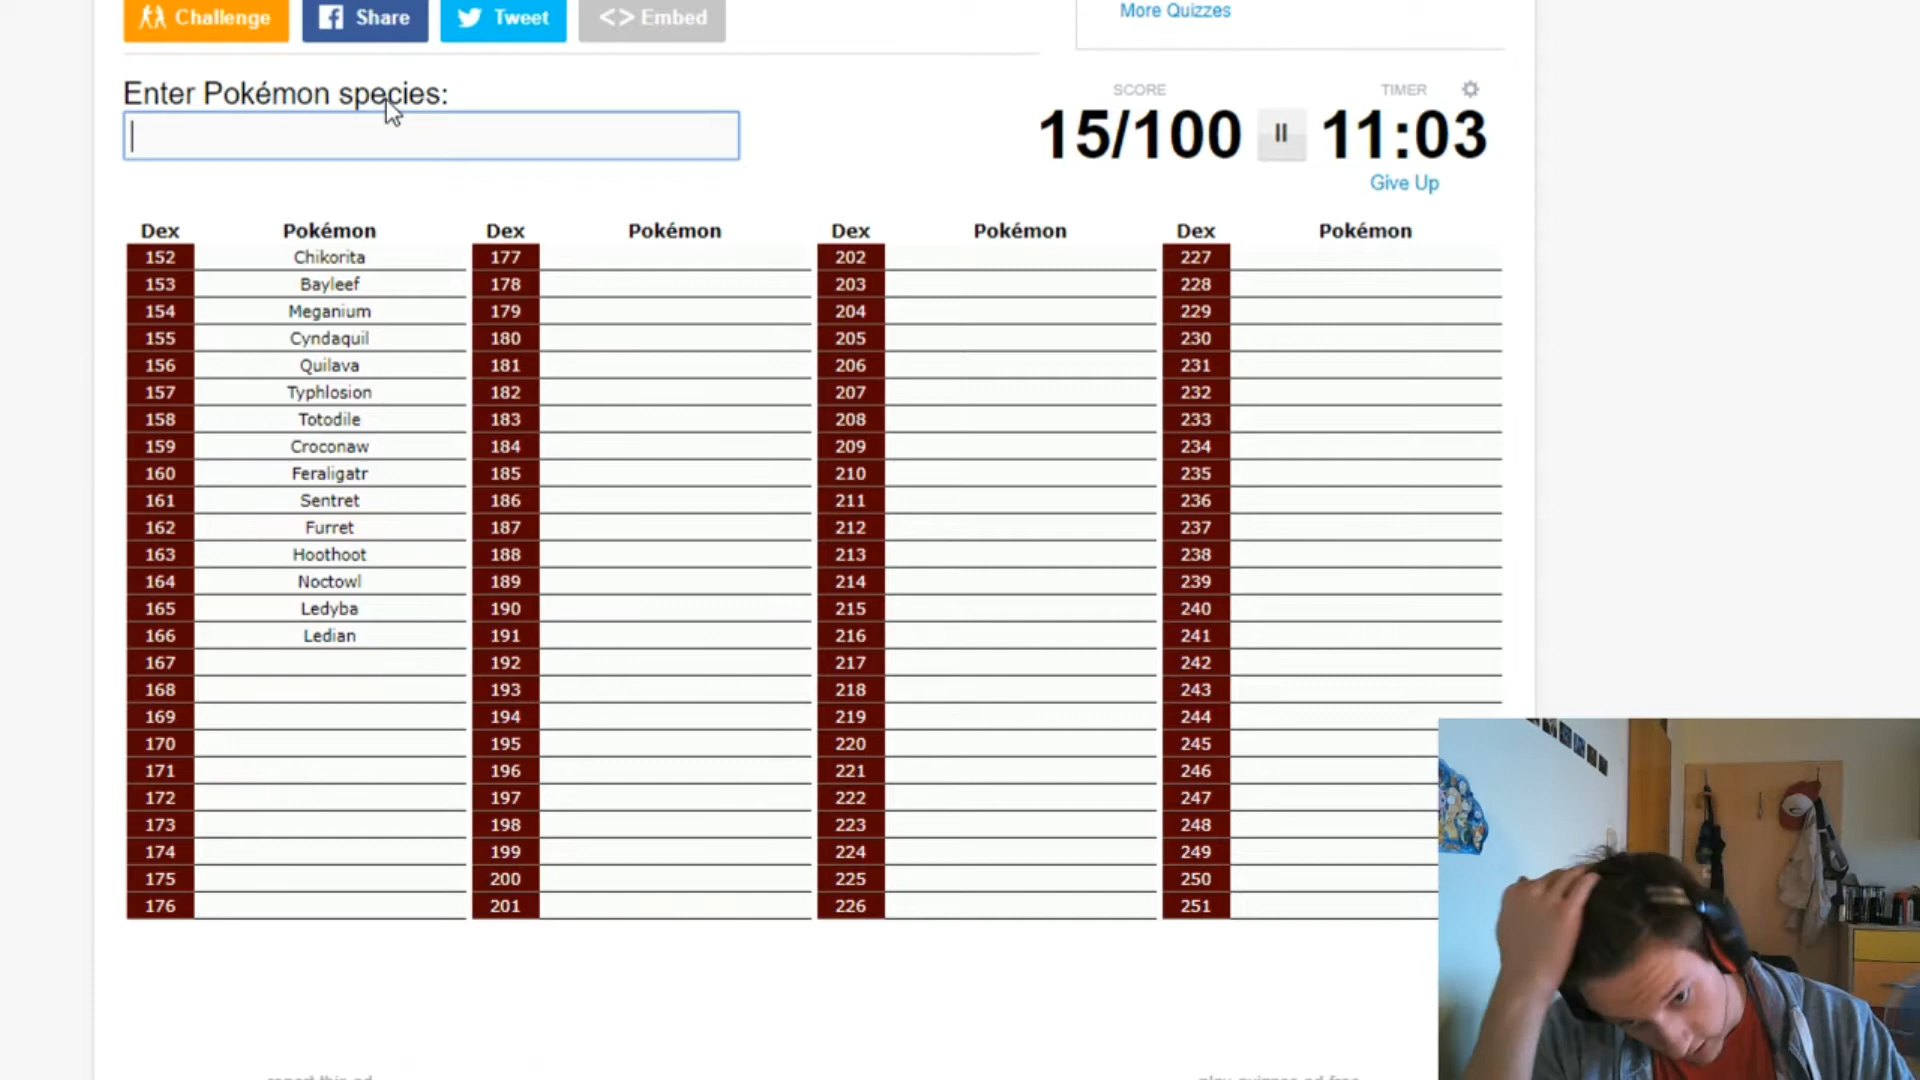 Challenge Share Tweet <> Embed
More Quizzes
Enter Pokémon species:
SCORE TIMER
15/100 11:03
Give Up
Dex Pokémon Dex Pokémon Dex Pokémon Dex Pokémon
152 Chikorita 177 202 227
153 Bayleef 178 203 228
154 Meganium 179 204 229
155 Cyndaquil 180 205 230
156 Quilava 181 206 231
157 Typhlosion 182 207 232
158 Totodile 183 208 233
159 Croconaw 184 209 234
160 Feraligatr 185 210 235
161 Sentret 186 211 236
162 Furret 187 212 237
163 Hoothoot 188 213 238
164 Noctowl 189 214 239
165 Ledyba 190 215 240
166 Ledian 191 216 241
167 192 217 242
168 193 218 243
169 194 219 244
170 195 220 245
171 196 221 246
172 197 222 247
173 198 223 248
174 199 224 249
175 200 225 250
176 201 226 251
report this ad play quizzes ad free